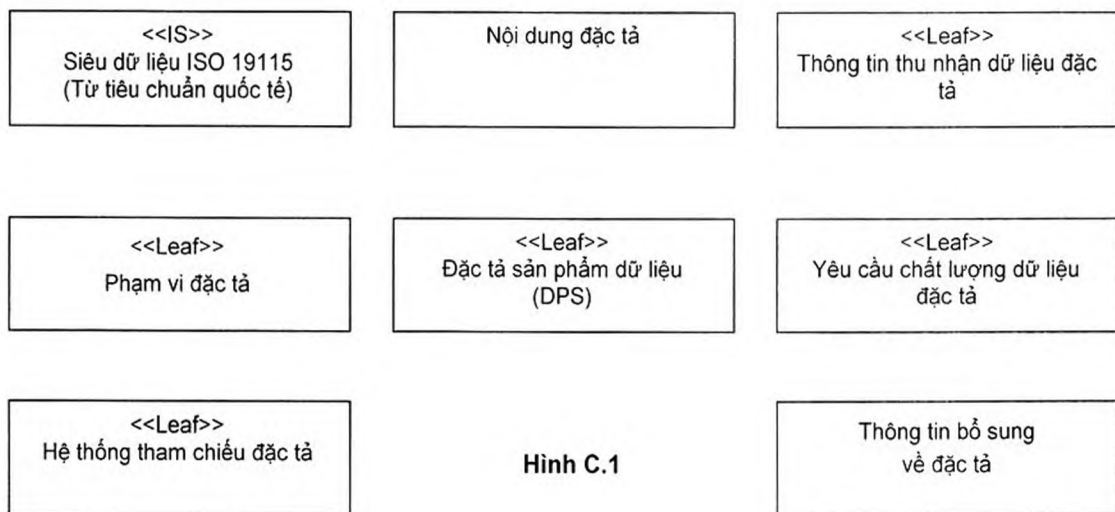 <<IS>>
Siêu dữ liệu ISO 19115
(Từ tiêu chuẩn quốc tế)
Nội dung đặc tả
<<Leaf>>
Thông tin thu nhận dữ liệu đặc
tả
<<Leaf>>
Phạm vi đặc tả
<<Leaf>>
Đặc tả sản phẩm dữ liệu
(DPS)
<<Leaf>>
Yêu cầu chất lượng dữ liệu
đặc tả
<<Leaf>>
Hệ thống tham chiếu đặc tả
Hình C.1
Thông tin bổ sung
về đặc tả